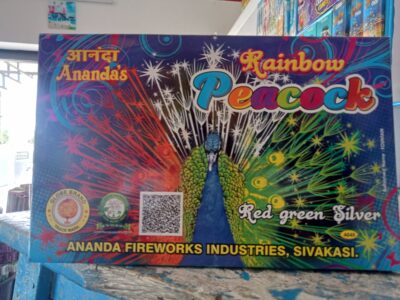 आनंदा
Ananda's
Rainbow
Peacock
Red green Silver
ANANDA FIREWORKS INDUSTRIES, SIVAKASI.